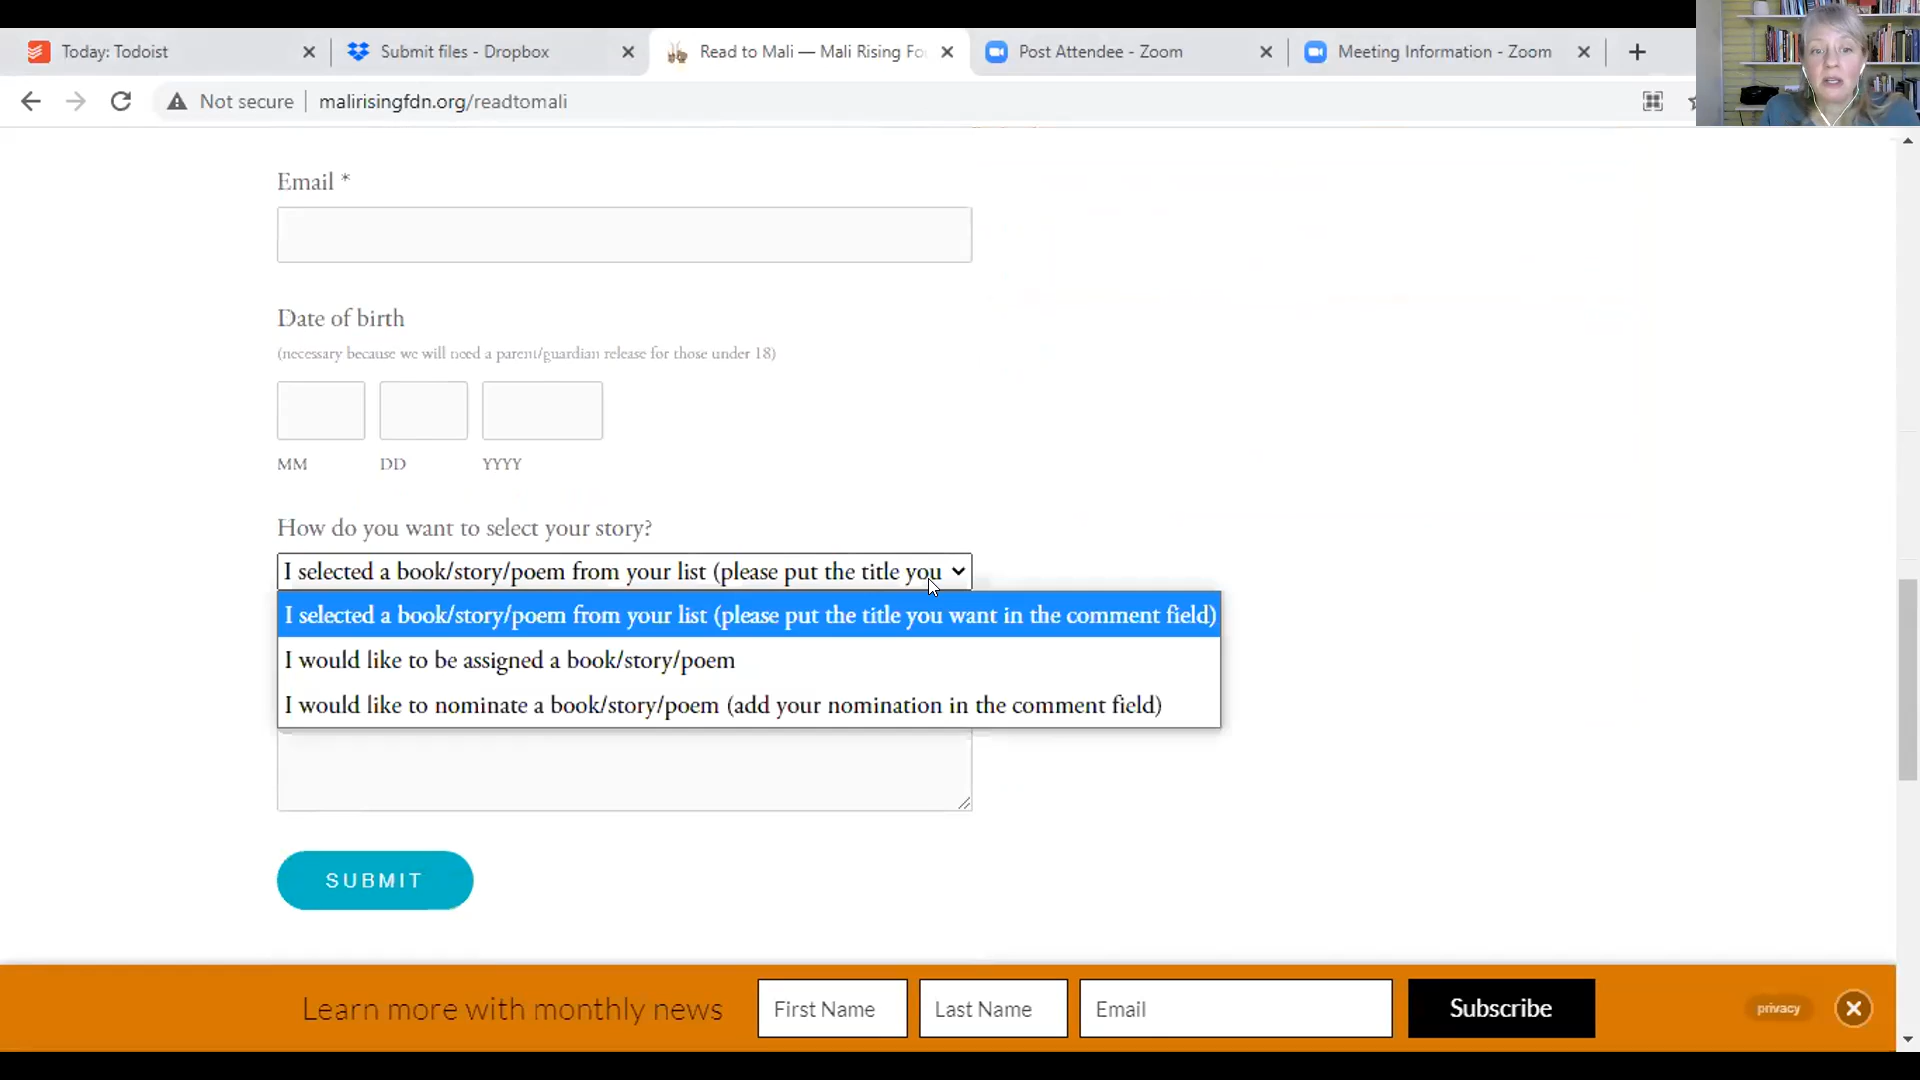 Today: Todoist
Submit files - Dropbox
Read to Mali — Mali Rising Fo
Post Attendee - Zoom
Meeting Information - Zoom
Not secure
malirisingfdn.org/readtomali
Email *
Date of birth
(necessary because we will need a parent/guardian release for those under 18)
MM DD YYYY
How do you want to select your story?
I selected a book/story/poem from your list (please put the title you
I selected a book/story/poem from your list (please put the title you want in the comment field)
I would like to be assigned a book/story/poem
I would like to nominate a book/story/poem (add your nomination in the comment field)
SUBMIT
Learn more with monthly news
First Name
Last Name
Email
Subscribe
privacy